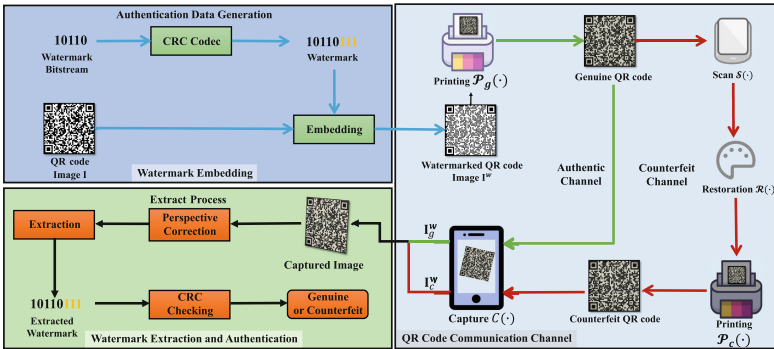 Authentication Data Generation
10110
Watermark
Bitstream
CRC Codec
10110111
Watermark
QR code
Image I
Embedding
Watermark Embedding
Printing 𝒫g(·)
Genuine QR code
Scan 𝒮(·)
Watermarked QR code
Image Iʷ
Authentic
Channel
Counterfeit
Channel
Restoration ℛ(·)
Extract Process
Extraction
Perspective
Correction
Captured Image
I_g^w
I_c^w
10110111
Extracted
Watermark
CRC
Checking
Genuine
or Counterfeit
Capture 𝒞(·)
Counterfeit QR code
Printing
𝒫c(·)
Watermark Extraction and Authentication
QR Code Communication Channel